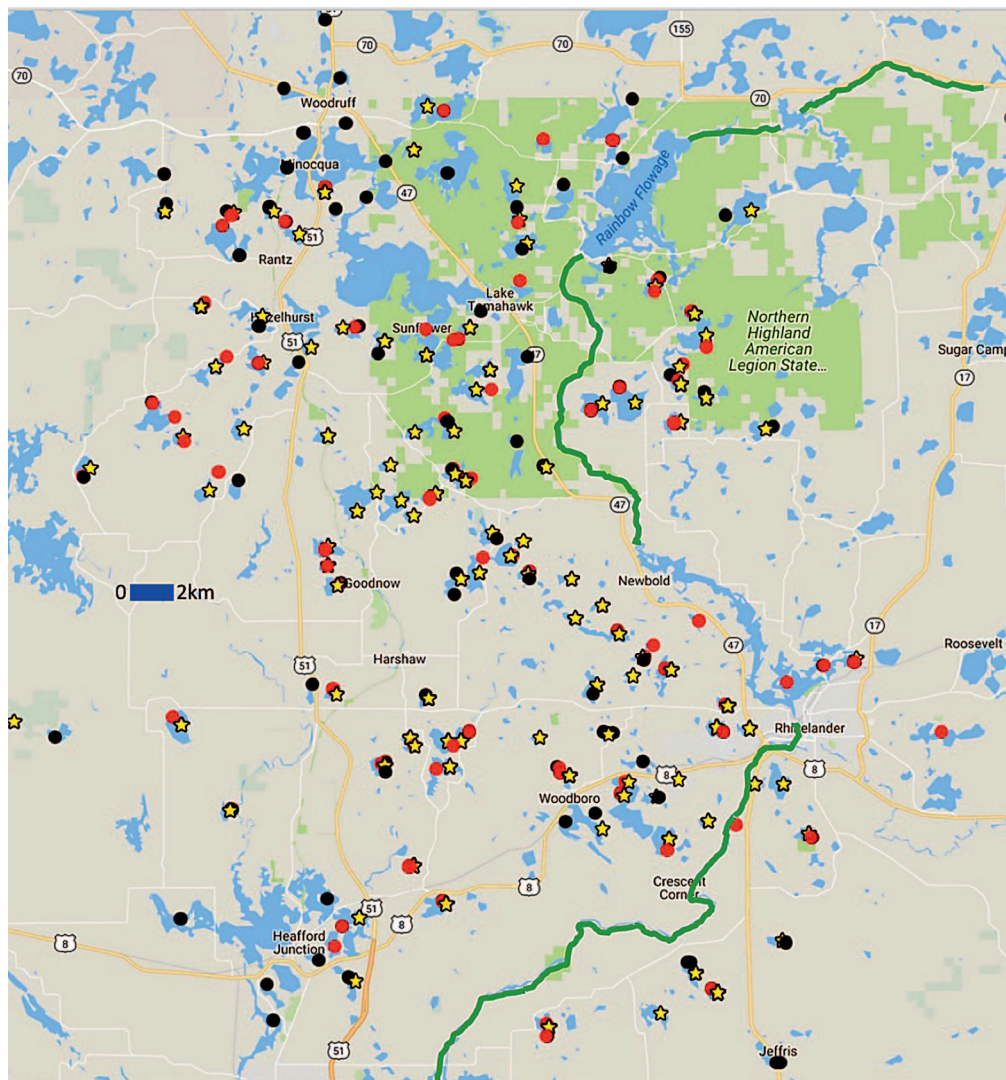 51
155
70
70
70
Woodruff
Minocqua
47
Rainbow Flowage
51
Rantz
Lake
Tomahawk
Hazelhurst
Sunflower
51
47
Northern
Highland
American
Legion State...
Sugar Camp
17
47
0 2km
Goodnow
Newbold
17
47
Roosevelt
Harshaw
51
Rhinelander
8
8
Woodboro
Crescent
Corner
8
51
8
8
Heafford
Junction
51
Jeffris